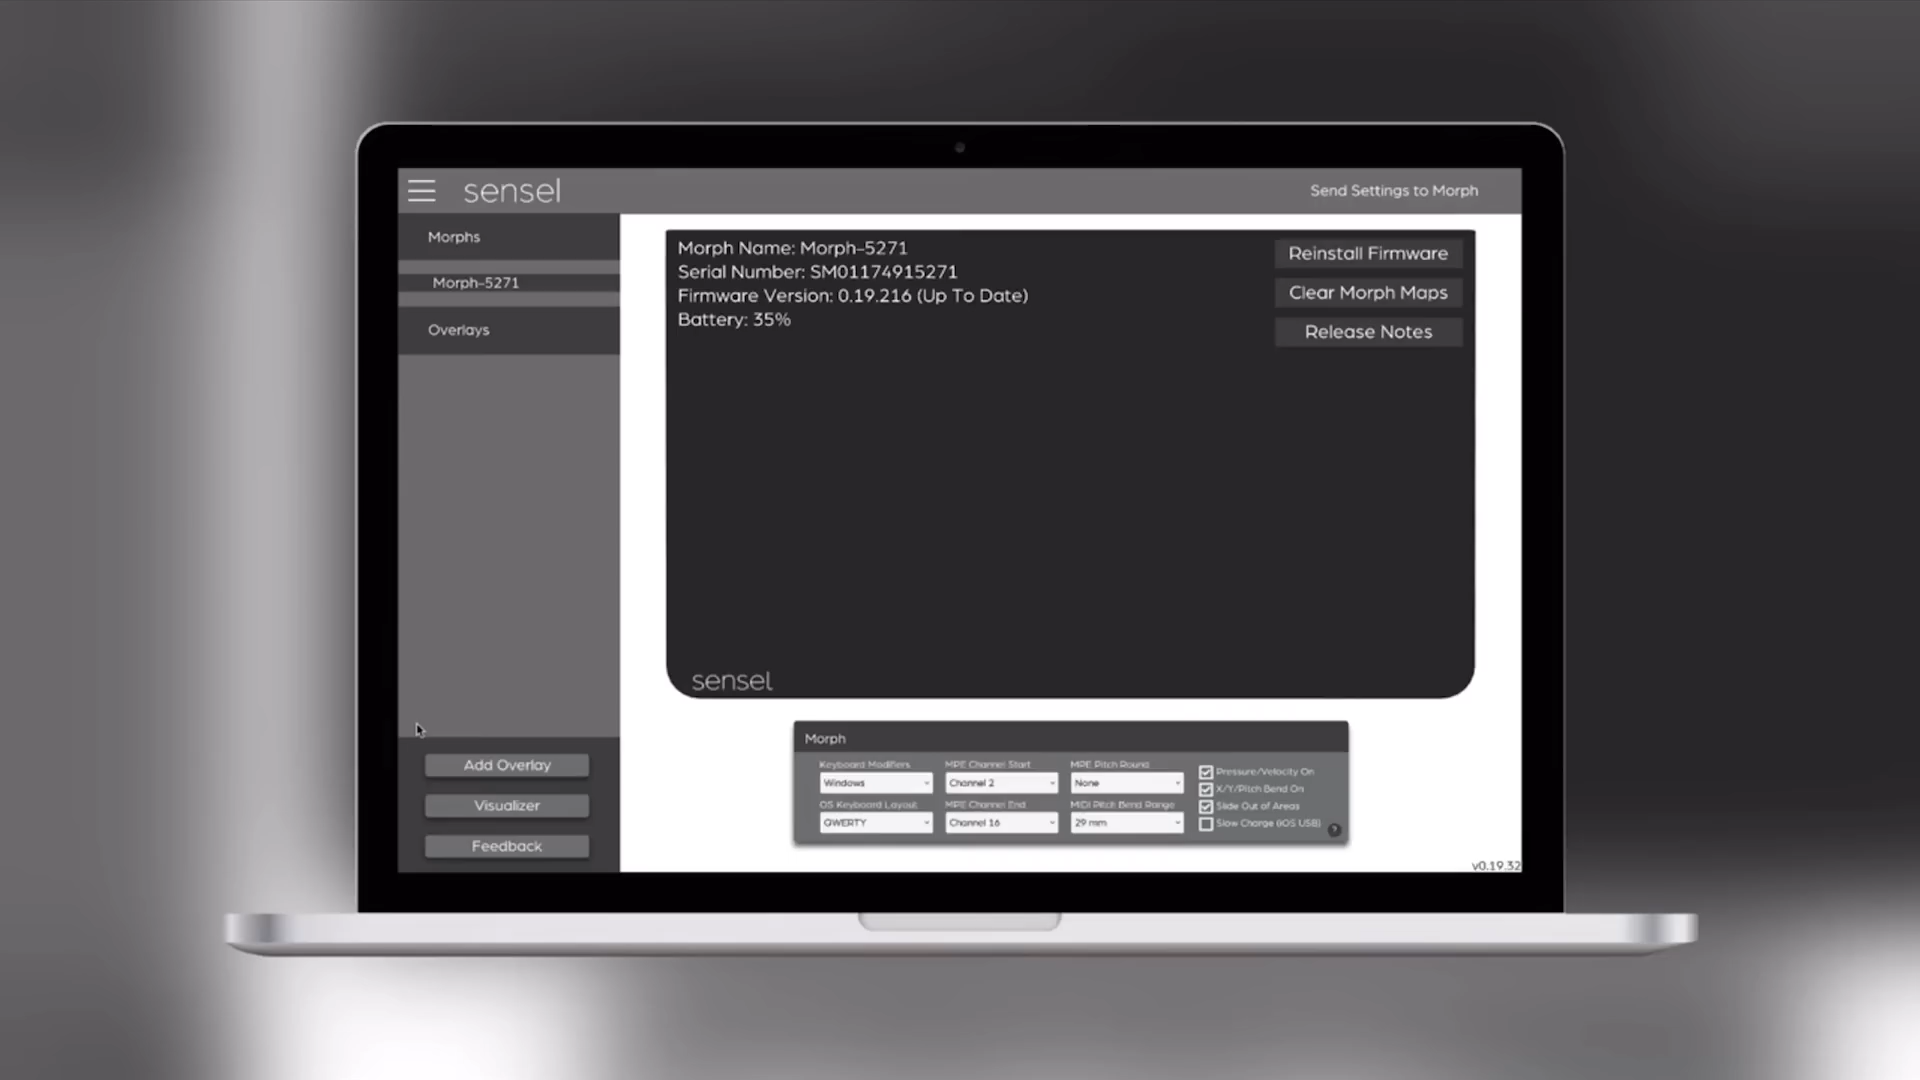 sensel
Send Settings to Morph
Morphs
Morph-5271
Overlays
Morph Name: Morph-5271
Serial Number: SM01174915271
Firmware Version: 0.19.216 (Up To Date)
Battery: 35%
Reinstall Firmware
Clear Morph Maps
Release Notes
sensel
Add Overlay
Visualizer
Feedback
Morph
Keyboard Modifiers
Windows
OS Keyboard Layout
QWERTY
MPE Channel Start
Channel 2
MPE Channel End
Channel 16
MPE Pitch Round
None
MIDI Pitch Bend Range
29 mm
Pressure/Velocity On
X/Y/Pitch Bend On
Slide Out of Areas
Slow Charge (iOS USB)
?
v0.19.32